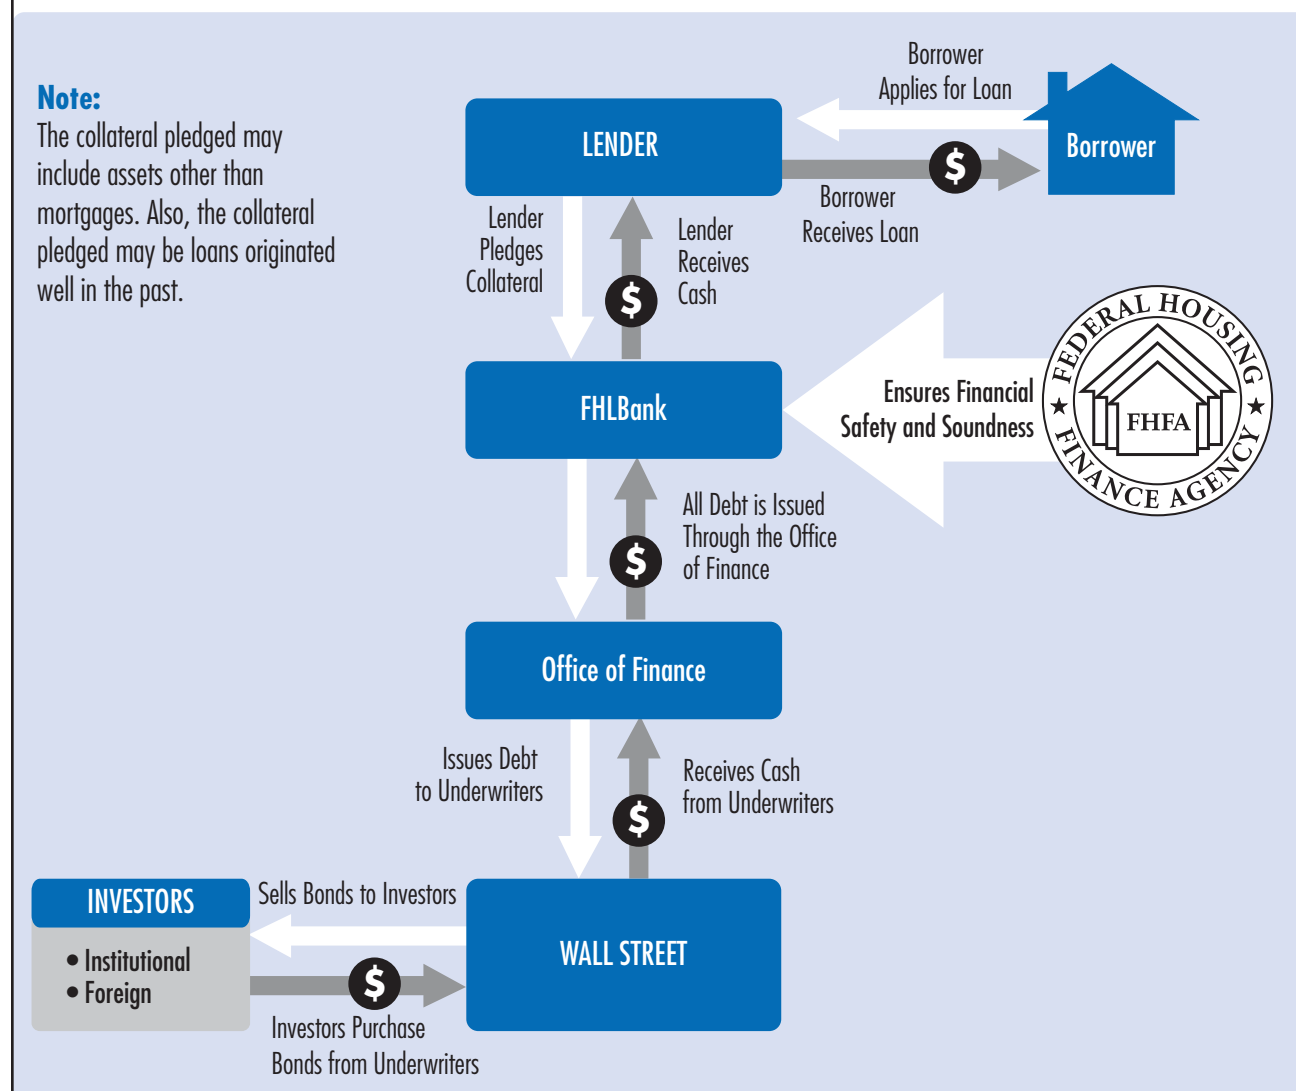 Note:
The collateral pledged may
include assets other than
mortgages. Also, the collateral
pledged may be loans originated
well in the past.
Borrower
Applies for Loan
LENDER
Borrower
Borrower
Receives Loan
Lender
Pledges
Collateral
Lender
Receives
Cash
$
$
FHLBank
Ensures Financial
Safety and Soundness
FEDERAL HOUSING
FHFA
★ FINANCE AGENCY ★
All Debt is Issued
Through the Office
of Finance
$
Office of Finance
Issues Debt
to Underwriters
Receives Cash
from Underwriters
$
INVESTORS
• Institutional
• Foreign
Sells Bonds to Investors
$
Investors Purchase
Bonds from Underwriters
WALL STREET